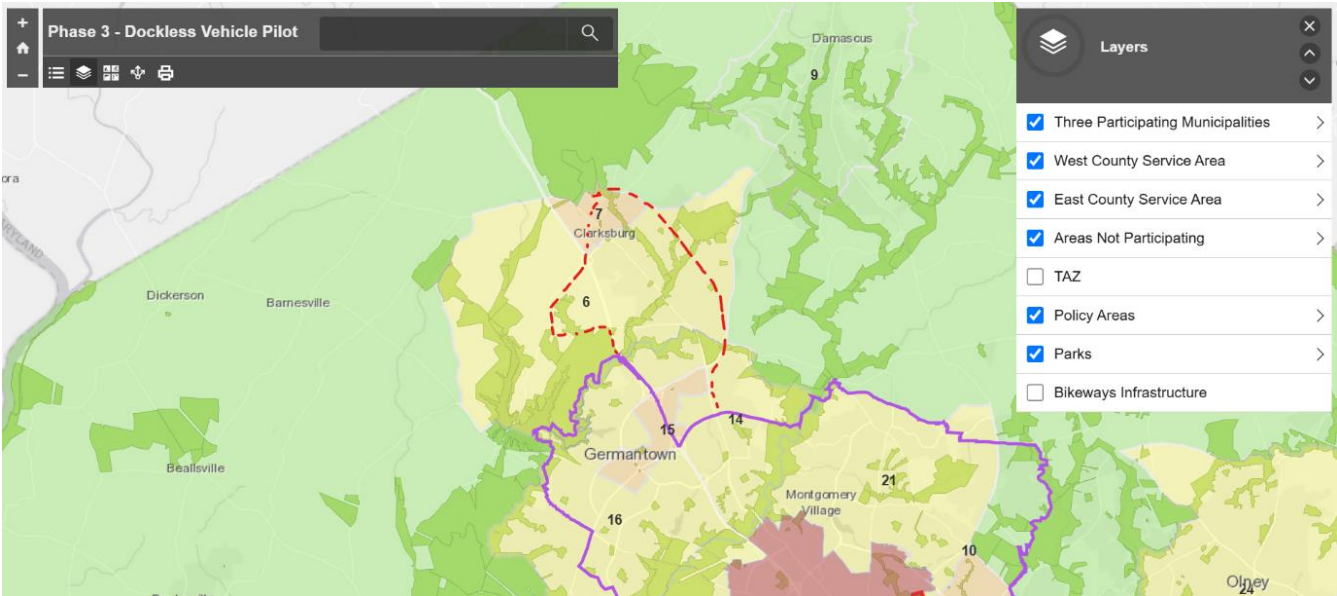 +
Phase 3 - Dockless Vehicle Pilot
−
Layers
Three Participating Municipalities
West County Service Area
East County Service Area
Areas Not Participating
TAZ
Policy Areas
Parks
Bikeways Infrastructure
Damascus
9
ora
RYLAND
7
Clarksburg
Dickerson
Barnesville
6
14
15
Germantown
Beallsville
21
Montgomery
Village
16
10
Olney
24